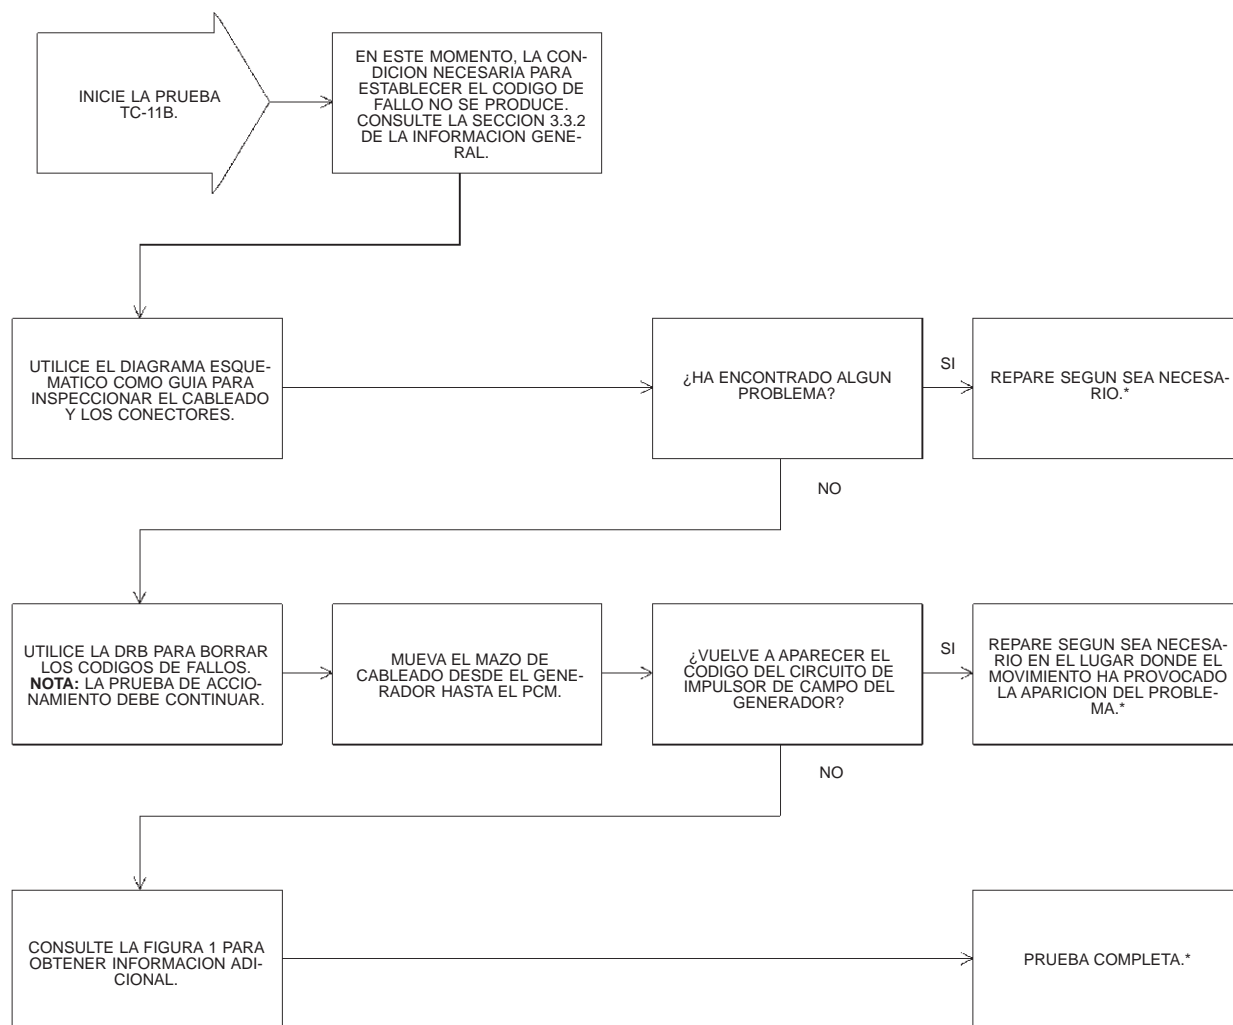 INICIE LA PRUEBA
TC-11B.
EN ESTE MOMENTO, LA CON-
DICION NECESARIA PARA
ESTABLECER EL CODIGO DE
FALLO NO SE PRODUCE.
CONSULTE LA SECCION 3.3.2
DE LA INFORMACION GENE-
RAL.
UTILICE EL DIAGRAMA ESQUE-
MATICO COMO GUIA PARA
INSPECCIONAR EL CABLEADO
Y LOS CONECTORES.
¿HA ENCONTRADO ALGUN
PROBLEMA?
SI
REPARE SEGUN SEA NECESA-
RIO.*
NO
UTILICE LA DRB PARA BORRAR
LOS CODIGOS DE FALLOS.
NOTA: LA PRUEBA DE ACCIO-
NAMIENTO DEBE CONTINUAR.
MUEVA EL MAZO DE
CABLEADO DESDE EL GENE-
RADOR HASTA EL PCM.
¿VUELVE A APARECER EL
CODIGO DEL CIRCUITO DE
IMPULSOR DE CAMPO DEL
GENERADOR?
SI
REPARE SEGUN SEA NECESA-
RIO EN EL LUGAR DONDE EL
MOVIMIENTO HA PROVOCADO
LA APARICION DEL PROBLE-
MA.*
NO
CONSULTE LA FIGURA 1 PARA
OBTENER INFORMACION ADI-
CIONAL.
PRUEBA COMPLETA.*